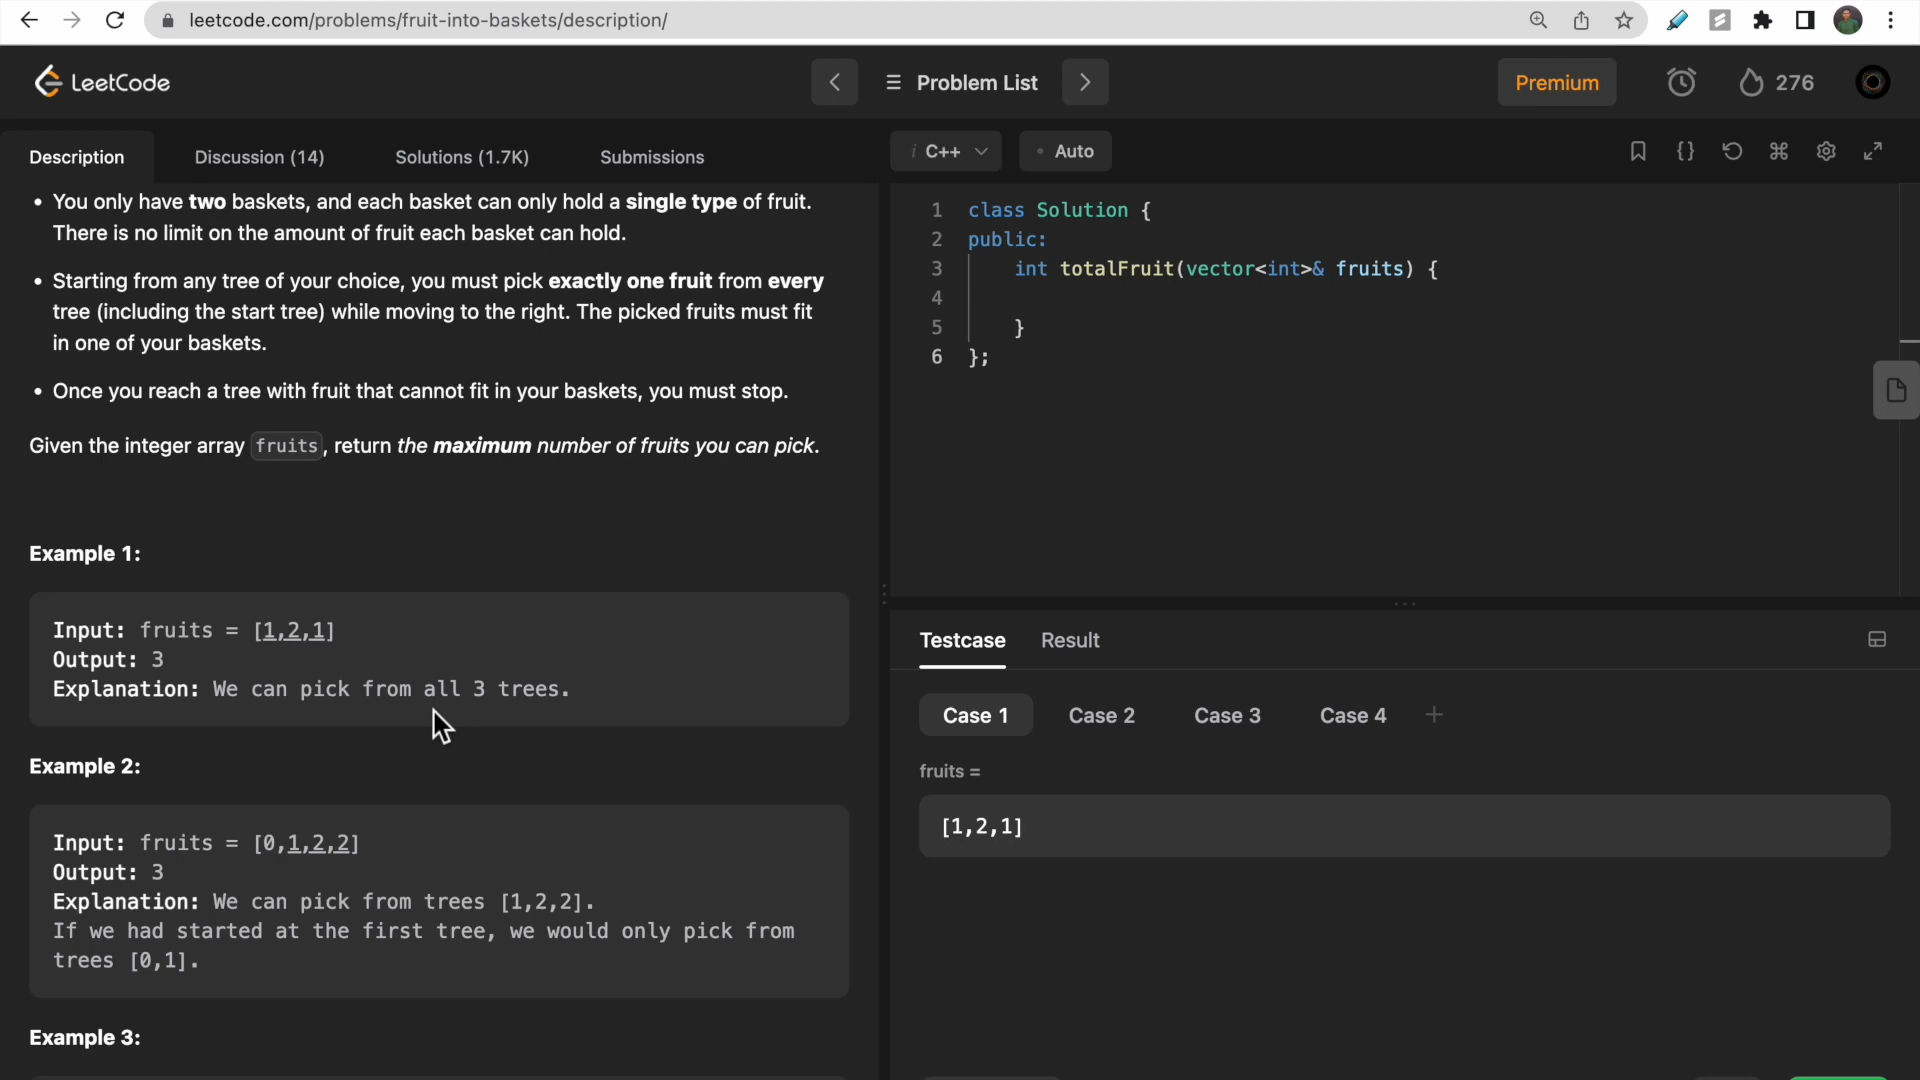 leetcode.com/problems/fruit-into-baskets/description/
LeetCode
Problem List
Premium
276
Description
Discussion (14)
Solutions (1.7K)
Submissions
i C++
• Auto
{}
• You only have two baskets, and each basket can only hold a single type of fruit.
There is no limit on the amount of fruit each basket can hold.
• Starting from any tree of your choice, you must pick exactly one fruit from every
tree (including the start tree) while moving to the right. The picked fruits must fit
in one of your baskets.
• Once you reach a tree with fruit that cannot fit in your baskets, you must stop.
Given the integer array fruits, return the maximum number of fruits you can pick.
Example 1:
Input: fruits = [1,2,1]
Output: 3
Explanation: We can pick from all 3 trees.
Example 2:
Input: fruits = [0,1,2,2]
Output: 3
Explanation: We can pick from trees [1,2,2].
If we had started at the first tree, we would only pick from
trees [0,1].
Example 3:
1 class Solution {
2 public:
3 int totalFruit(vector<int>& fruits) {
4
5 }
6 };
Testcase
Result
Case 1
Case 2
Case 3
Case 4
+
fruits =
[1,2,1]